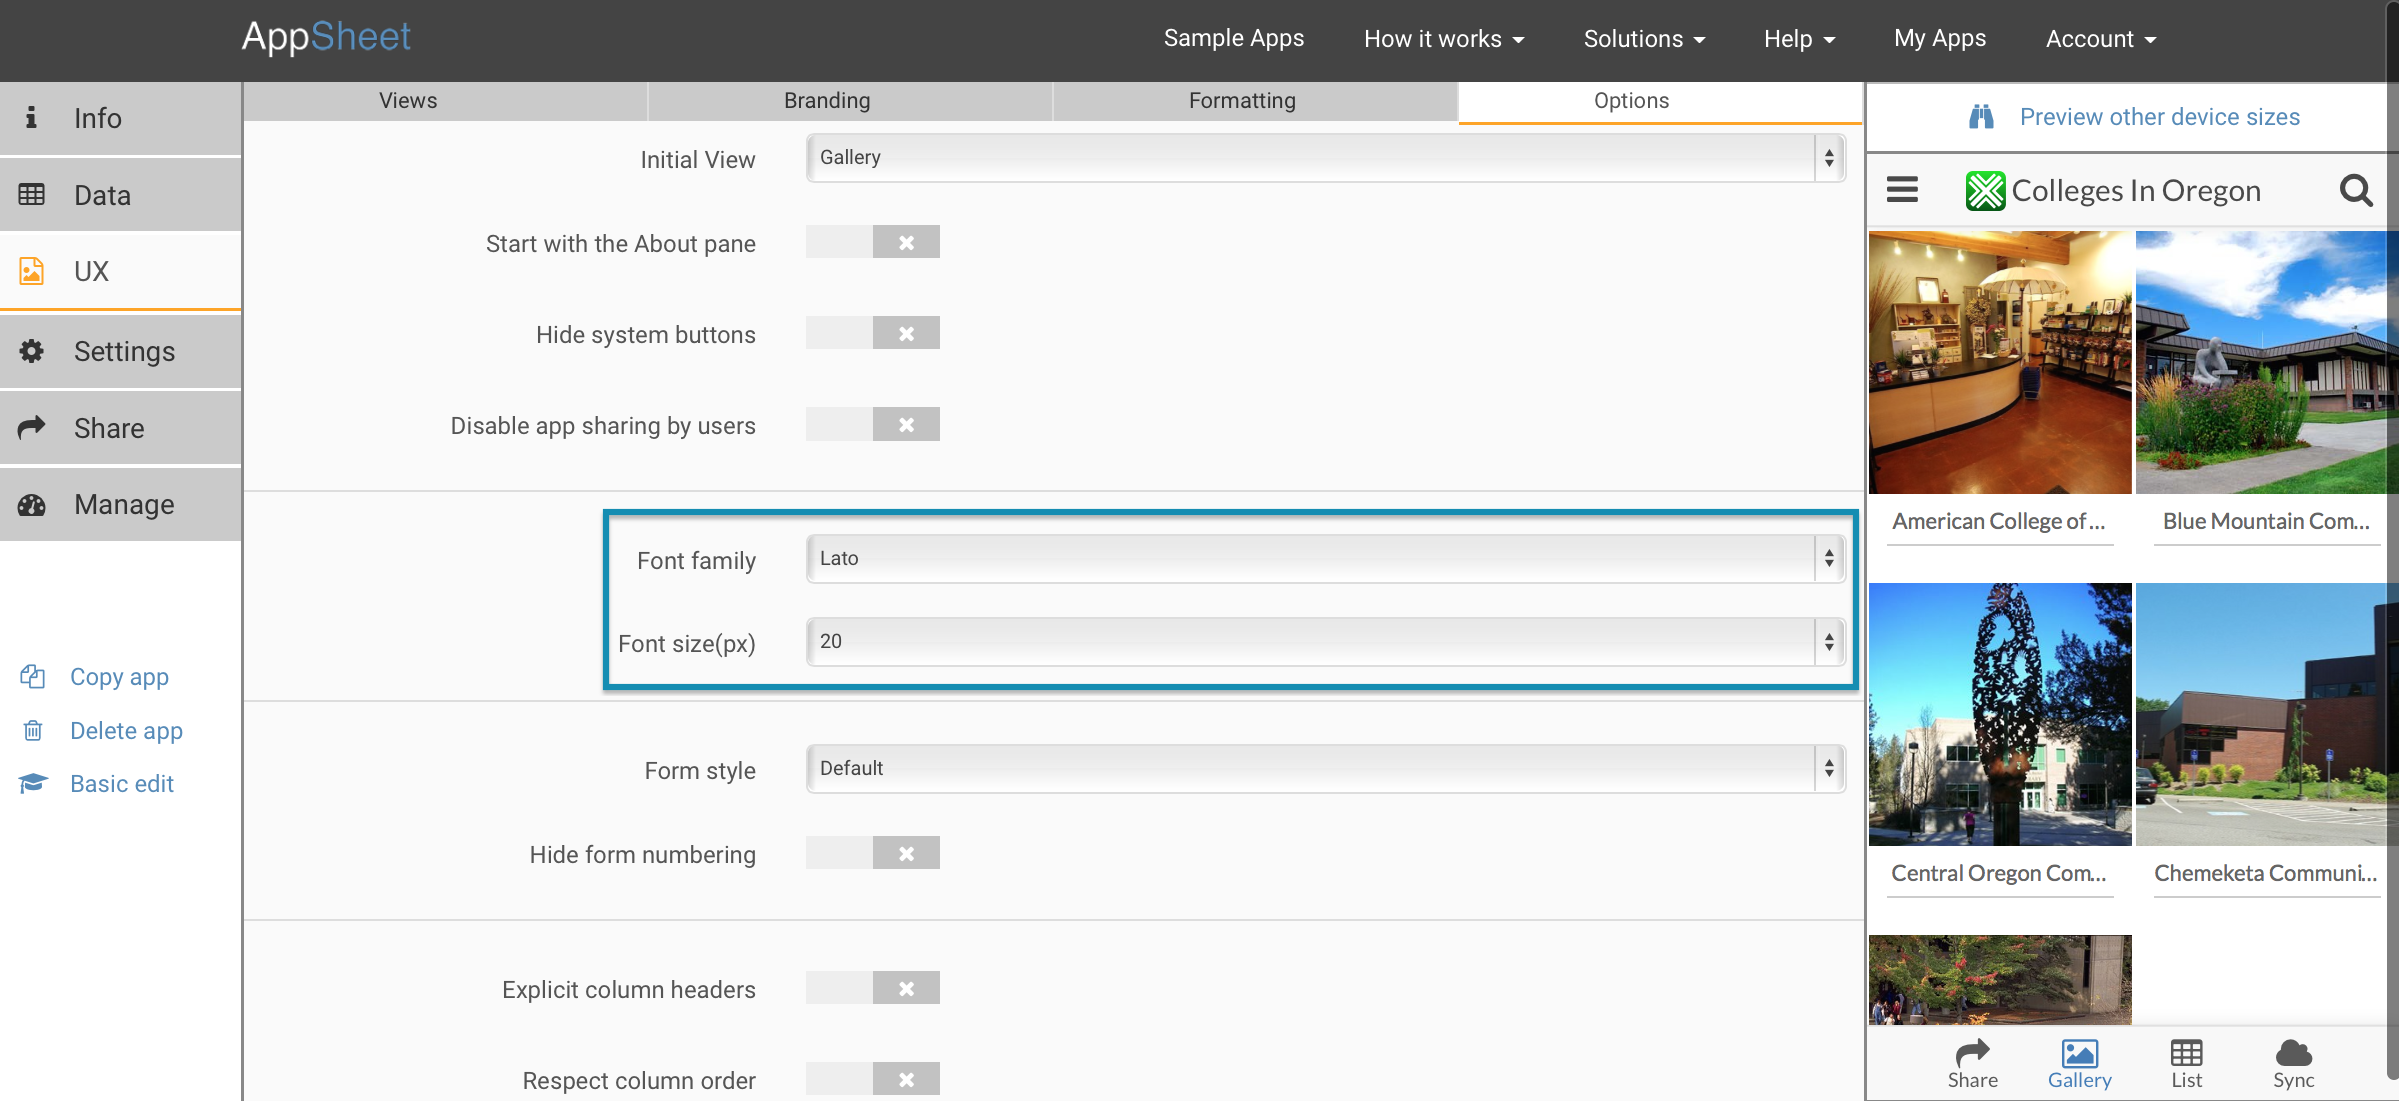 AppSheet
Sample Apps
How it works
Solutions
Help
My Apps
Account
Info
Data
UX
Settings
Share
Manage
Copy app
Delete app
Basic edit
Views
Branding
Formatting
Options
Initial View
Gallery
Start with the About pane
Hide system buttons
Disable app sharing by users
Font family
Lato
Font size(px)
20
Form style
Default
Hide form numbering
Explicit column headers
Respect column order
Preview other device sizes
Colleges In Oregon
American College of ...
Blue Mountain Com...
Central Oregon Com...
Chemeketa Communi...
Share
Gallery
List
Sync